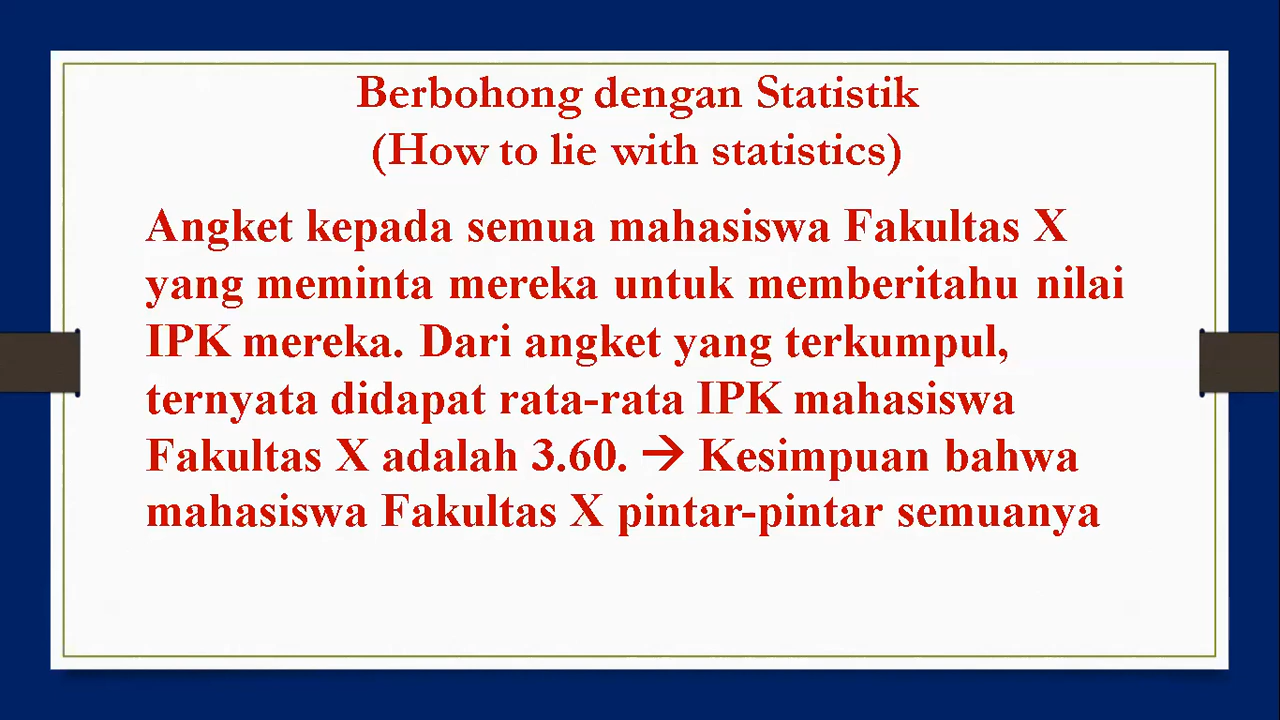 Berbohong dengan Statistik
(How to lie with statistics)
Angket kepada semua mahasiswa Fakultas X
yang meminta mereka untuk memberitahu nilai
IPK mereka. Dari angket yang terkumpul,
ternyata didapat rata-rata IPK mahasiswa
Fakultas X adalah 3.60. → Kesimpuan bahwa
mahasiswa Fakultas X pintar-pintar semuanya